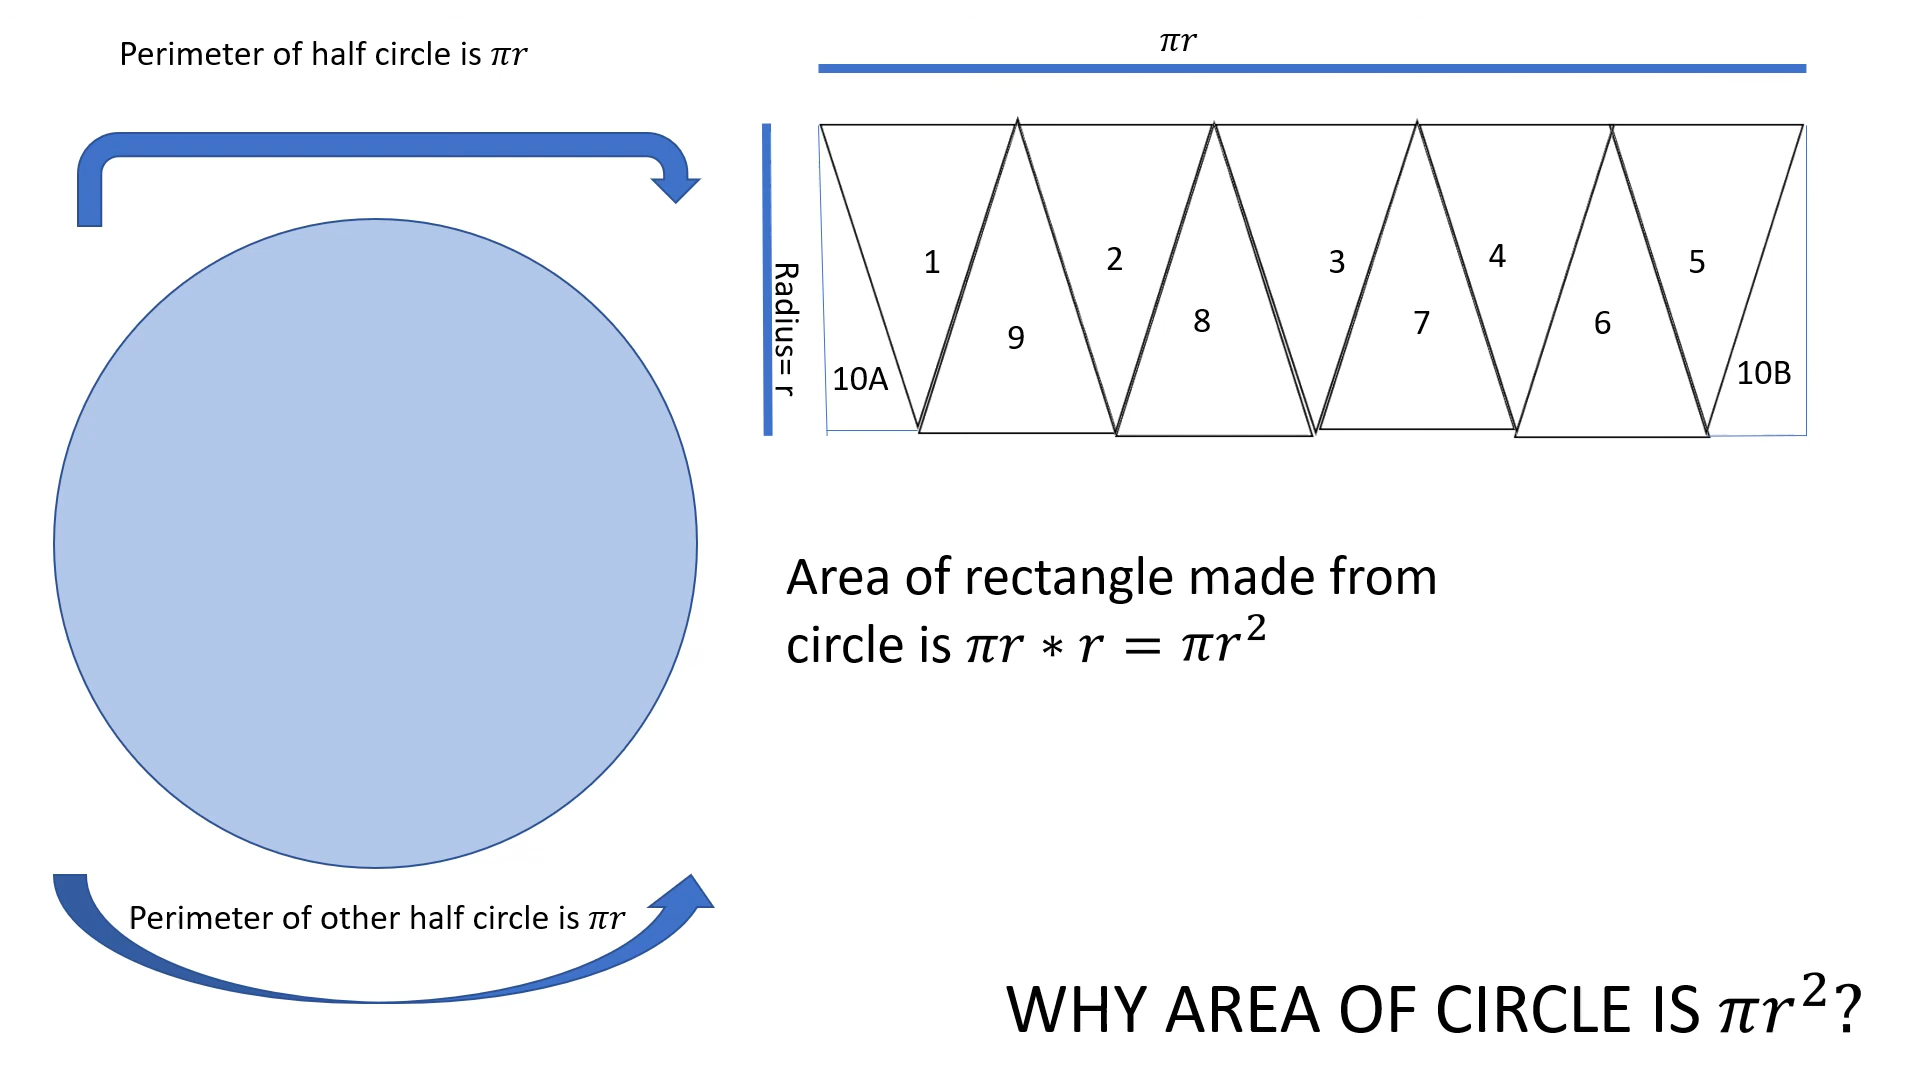 Perimeter of half circle is 𝜋𝑟
𝜋𝑟
Radius= r
1
2
3
4
5
9
8
7
6
10A
10B
Area of rectangle made from
circle is 𝜋𝑟 ∗ 𝑟 = 𝜋𝑟²
Perimeter of other half circle is 𝜋𝑟
WHY AREA OF CIRCLE IS 𝜋𝑟²?